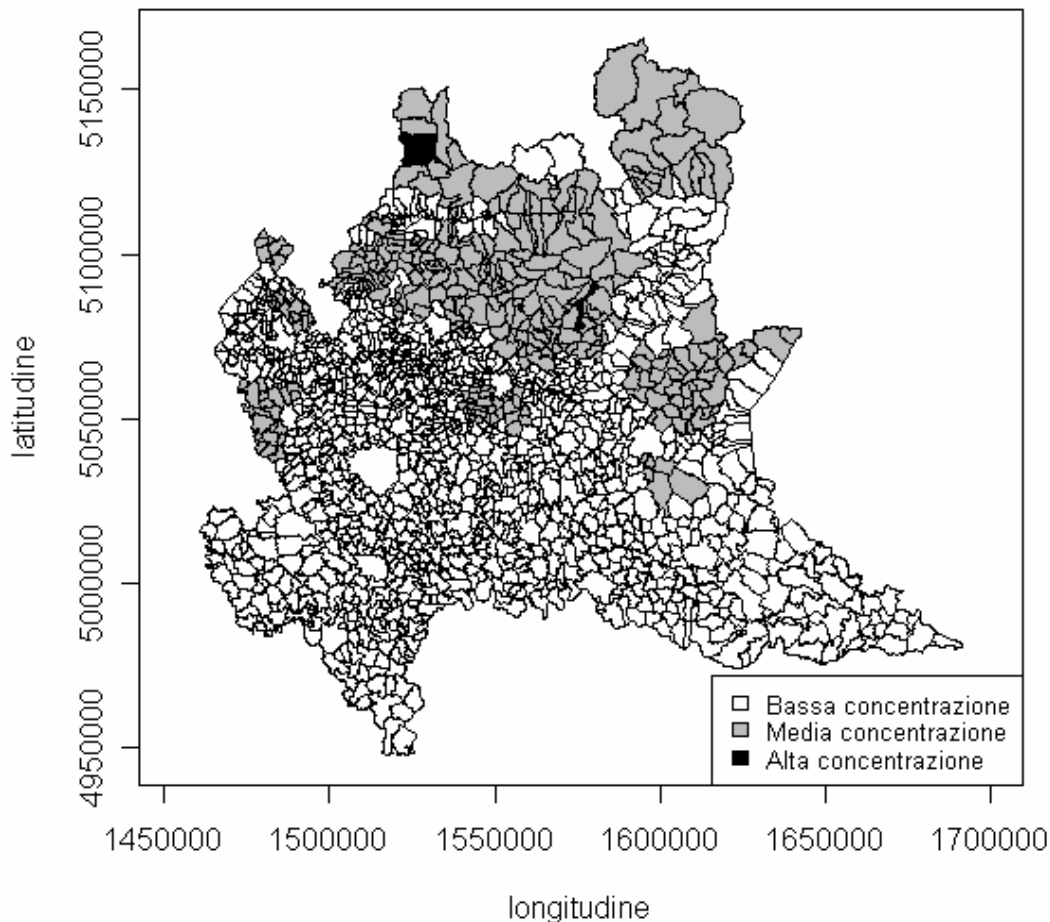 latitudine
5150000
5100000
5050000
5000000
4950000
Bassa concentrazione
Media concentrazione
Alta concentrazione
1450000 1500000 1550000 1600000 1650000 1700000
longitudine